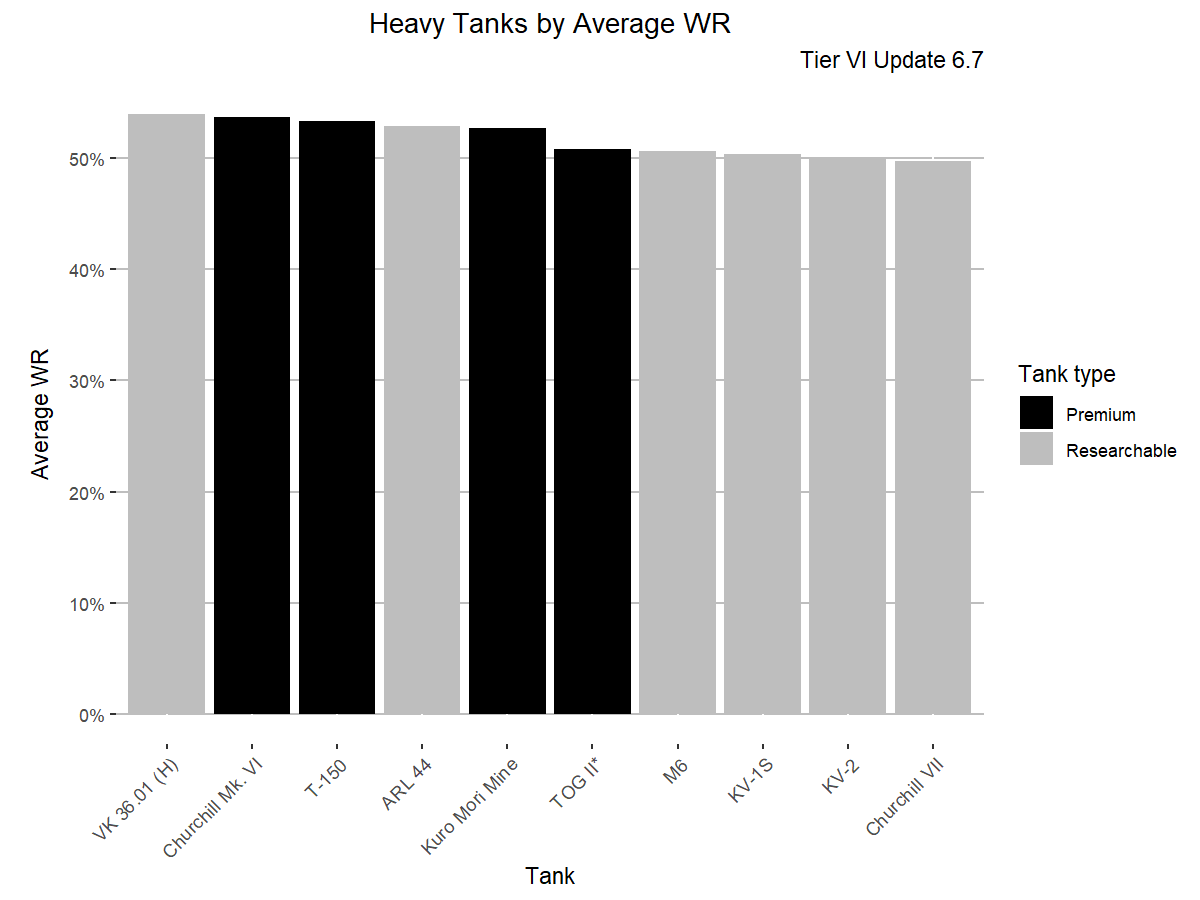 Heavy Tanks by Average WR
Tier VI Update 6.7
Average WR
50%
40%
30%
20%
10%
0%
VK 36.01 (H)
Churchill Mk. VI
T-150
ARL 44
Kuro Mori Mine
TOG II*
M6
KV-1S
KV-2
Churchill VII
Tank
Tank type
Premium
Researchable